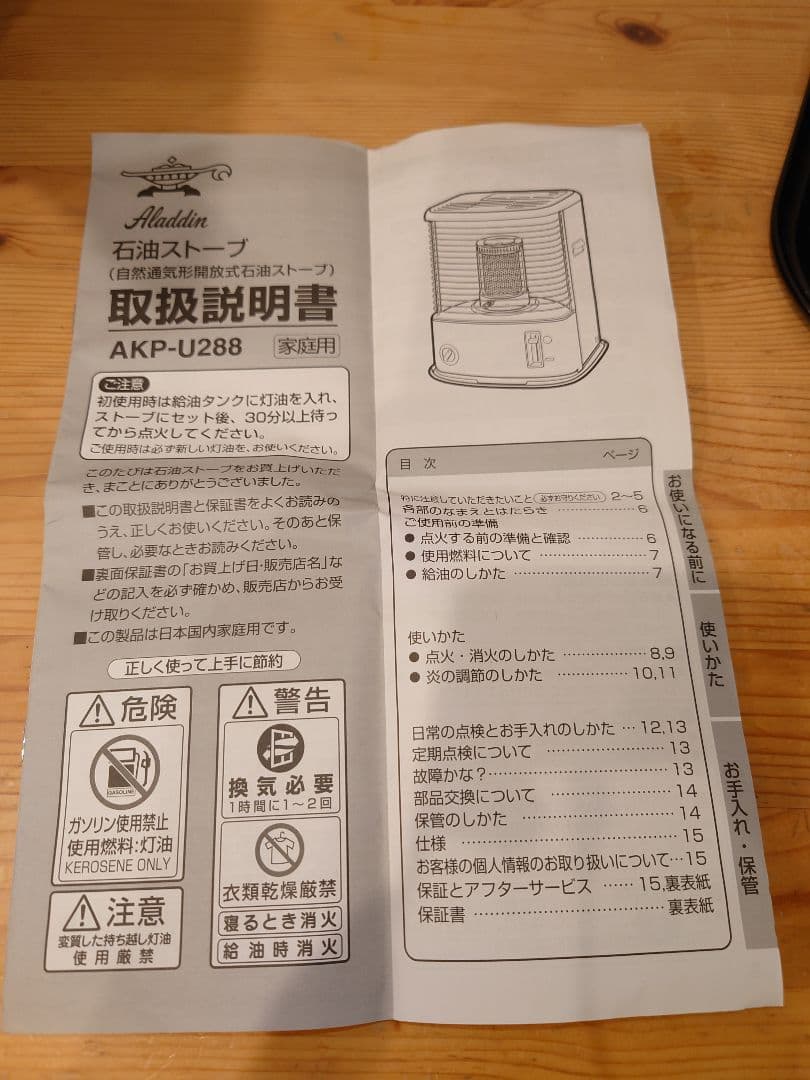 Aladdin
石油ストーブ
(自然通気形開放式石油ストーブ)
取扱説明書
AKP-U288 家庭用
ご注意
初使用時は給油タンクに灯油を入れ、
ストーブにセット後、30分以上待っ
てから点火してください。
ご使用時は必ず新しい灯油を、お使いください。
このたびは石油ストーブをお買上げいただ
き、まことにありがとうございました。
■この取扱説明書と保証書をよくお読みの
うえ、正しくお使いください。そのあと保
管し、必要なときお読みください。
■裏面保証書の「お買上げ日・販売店名」な
どの記入を必ず確かめ、販売店からお受
け取りください。
■この製品は日本国内家庭用です。
正しく使って上手に節約
危険
GASOLINE
ガソリン使用禁止
使用燃料:灯油
KEROSENE ONLY
注意
変質した持ち越し灯油
使用厳禁
警告
換気必要
1時間に1〜2回
衣類乾燥厳禁
寝るとき消火
給油時消火
目次 ページ
特に注意していただきたいこと 必ずお守りください 2〜5
各部のなまえとはたらき 6
ご使用前の準備
● 点火する前の準備と確認 6
● 使用燃料について 7
● 給油のしかた 7
使いかた
● 点火・消火のしかた 8,9
● 炎の調節のしかた 10,11
日常の点検とお手入れのしかた 12,13
定期点検について 13
故障かな? 13
部品交換について 14
保管のしかた 14
仕様 15
お客様の個人情報のお取り扱いについて 15
保証とアフターサービス 15,裏表紙
保証書 裏表紙
お使いになる前に
使いかた
お手入れ・保管